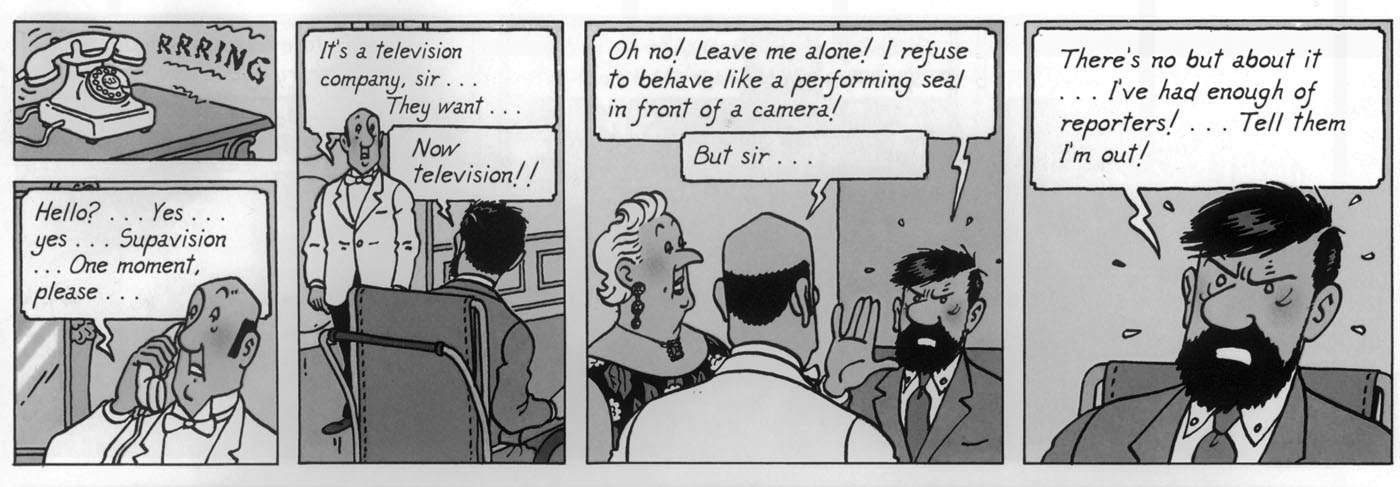 RRRING
Hello? . . . Yes . . .
yes . . . Supavision
. . . One moment,
please . . .
It's a television
company, sir . . .
They want . . .
Now
television!!
Oh no! Leave me alone! I refuse
to behave like a performing seal
in front of a camera!
But sir . . .
There's no but about it
. . . I've had enough of
reporters! . . . Tell them
I'm out!